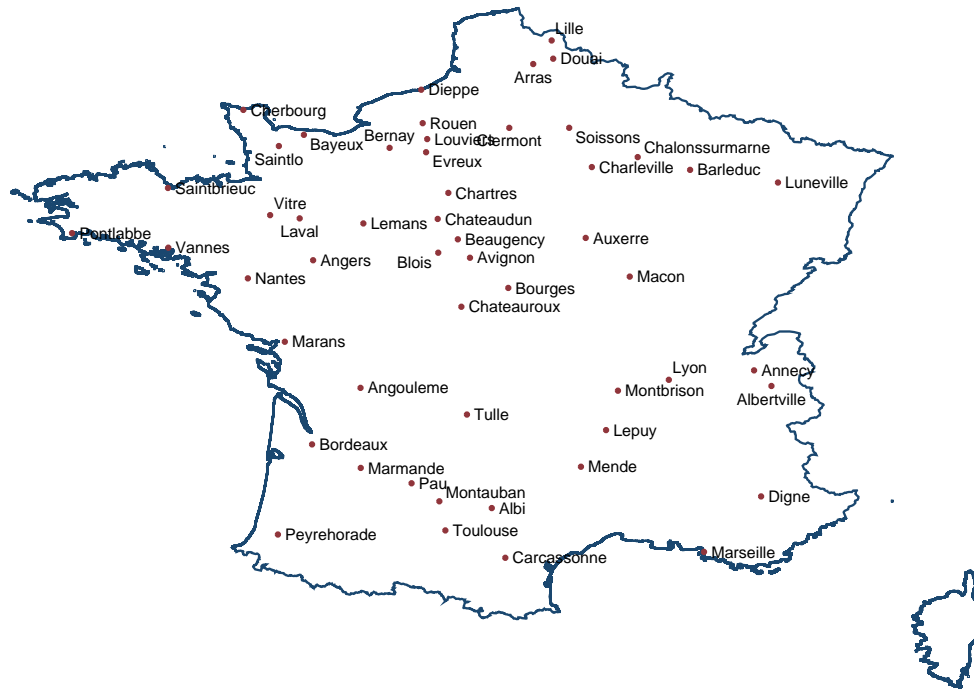 Lille
Douai
Arras
Dieppe
Cherbourg
Rouen
Bernay
Louviers
Clermont
Soissons
Bayeux
Saintlo
Evreux
Chalonssurmarne
Charleville
Barleduc
Luneville
Saintbrieuc
Chartres
Vitre
Laval
Lemans
Chateaudun
Pontlabbe
Vannes
Beaugency
Auxerre
Angers
Blois
Avignon
Nantes
Macon
Bourges
Chateauroux
Marans
Lyon
Annecy
Angouleme
Montbrison
Albertville
Tulle
Lepuy
Bordeaux
Marmande
Mende
Pau
Montauban
Digne
Albi
Peyrehorade
Toulouse
Marseille
Carcassonne